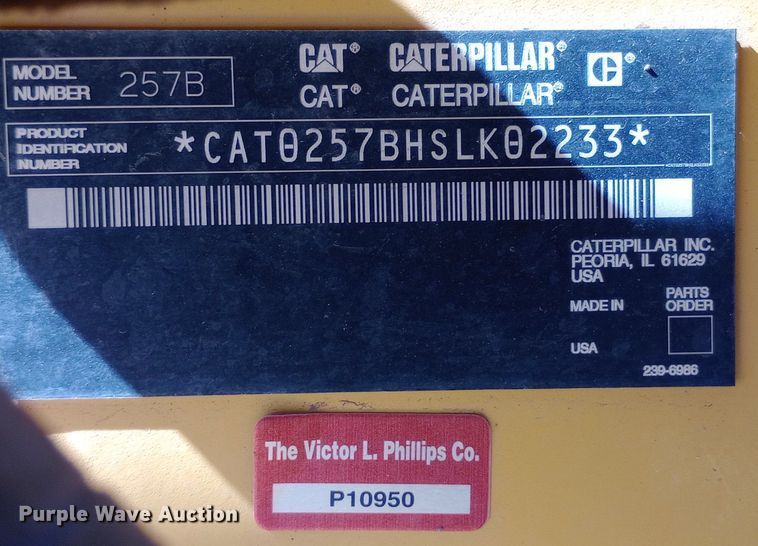 CAT® CATERPILLAR®
MODEL NUMBER 257B
CAT® CATERPILLAR®
PRODUCT IDENTIFICATION NUMBER
*CAT0257BHSLK02233*
CATERPILLAR INC.
PEORIA, IL 61629
USA
MADE IN
PARTS ORDER
USA
239-6986
The Victor L. Phillips Co.
P10950
Purple Wave Auction